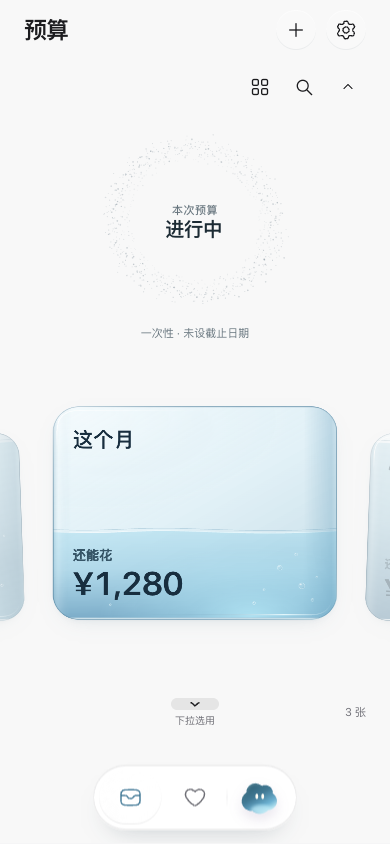 预算
本次预算
进行中
一次性 · 未设截止日期
这个月
还能花
¥1,280
下拉选用
3 张